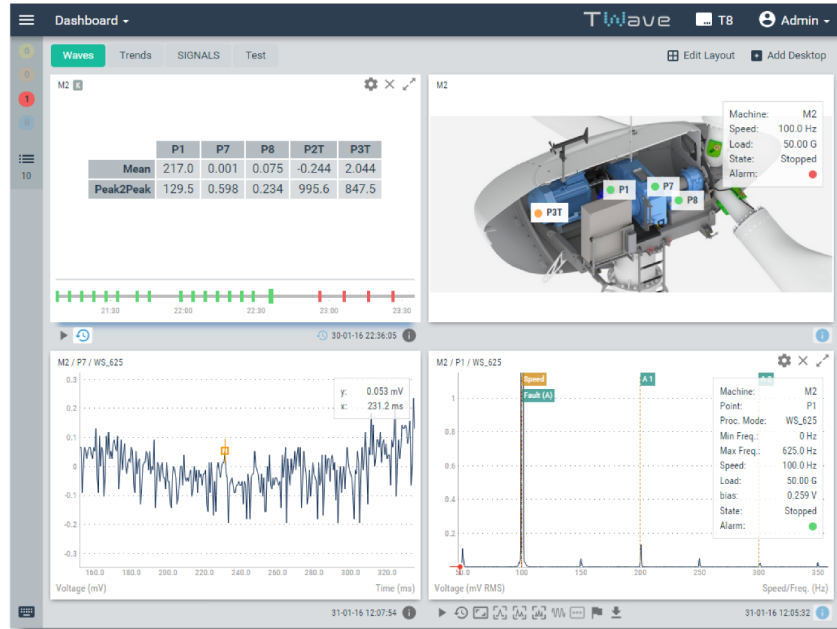 Dashboard
TWave
T8
Admin
0
0
1
0
10
Waves Trends SIGNALS Test
Edit Layout
Add Desktop
M2 K
P1 P7 P8 P2T P3T
Mean 217.0 0.001 0.075 -0.244 2.044
Peak2Peak 129.5 0.598 0.234 995.6 847.5
21:30 22:00 22:30 23:00 23:30
30-01-16 22:36:05
M2
Machine: M2
Speed: 100.0 Hz
Load: 50.00 G
State: Stopped
Alarm:
P1
P7
P8
P3T
M2 / P7 / WS_625
y: 0.053 mV
x: 231.2 ms
0.3
0.2
0.1
0
-0.1
-0.2
-0.3
160.0 180.0 200.0 220.0 240.0 260.0 280.0 300.0 320.0
Voltage (mV)
Time (ms)
31-01-16 12:07:54
M2 / P1 / WS_625
Speed
Fault (A)
A 1
Machine: M2
Point: P1
Proc. Mode: WS_625
Min Freq.: 0 Hz
Max Freq.: 625.0 Hz
Speed: 100.0 Hz
Load: 50.00 G
bias: 0.259 V
State: Stopped
Alarm:
1
0.8
0.6
0.4
0.2
50.0 100 150 200 250 300 350
Voltage (mV RMS)
Speed/Freq. (Hz)
31-01-16 12:05:32